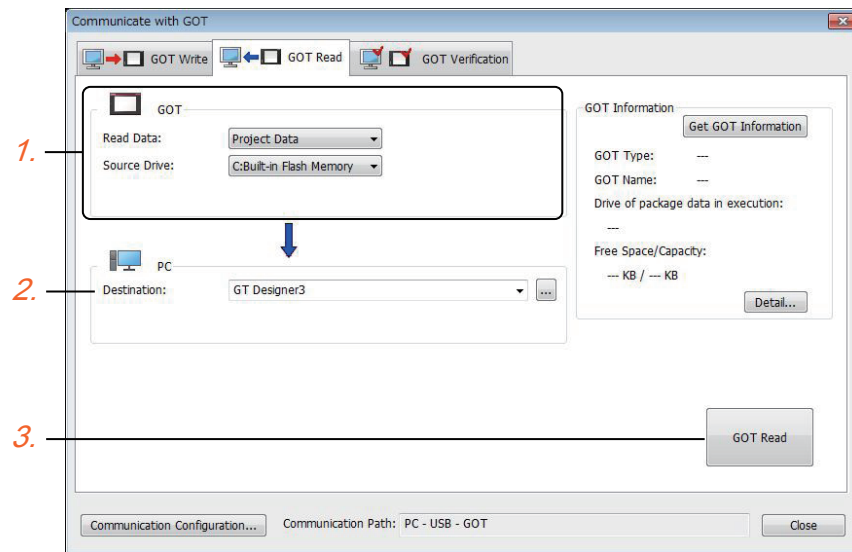 Communicate with GOT
GOT Write
GOT Read
GOT Verification
1.
GOT
Read Data:
Project Data
Source Drive:
C:Built-in Flash Memory
GOT Information
Get GOT Information
GOT Type: ---
GOT Name: ---
Drive of package data in execution:
---
Free Space/Capacity:
--- KB / --- KB
Detail...
2.
PC
Destination:
GT Designer3
...
3.
GOT Read
Communication Configuration...
Communication Path: PC - USB - GOT
Close